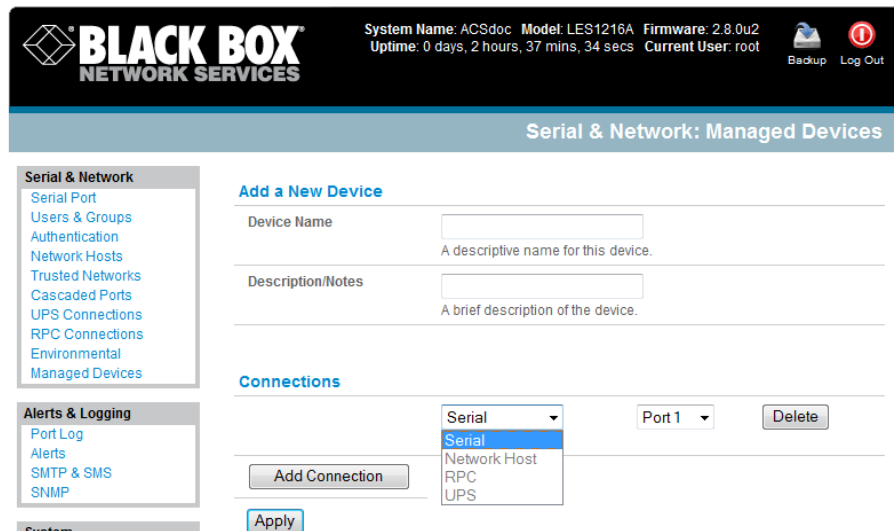 BLACK BOX
NETWORK SERVICES
System Name: ACSdoc Model: LES1216A Firmware: 2.8.0u2
Uptime: 0 days, 2 hours, 37 mins, 34 secs Current User: root
Backup Log Out
Serial & Network: Managed Devices
Serial & Network
Serial Port
Users & Groups
Authentication
Network Hosts
Trusted Networks
Cascaded Ports
UPS Connections
RPC Connections
Environmental
Managed Devices
Alerts & Logging
Port Log
Alerts
SMTP & SMS
SNMP
System
Add a New Device
Device Name
A descriptive name for this device.
Description/Notes
A brief description of the device.
Connections
Serial Port 1 Delete
Serial
Network Host
RPC
UPS
Add Connection
Apply